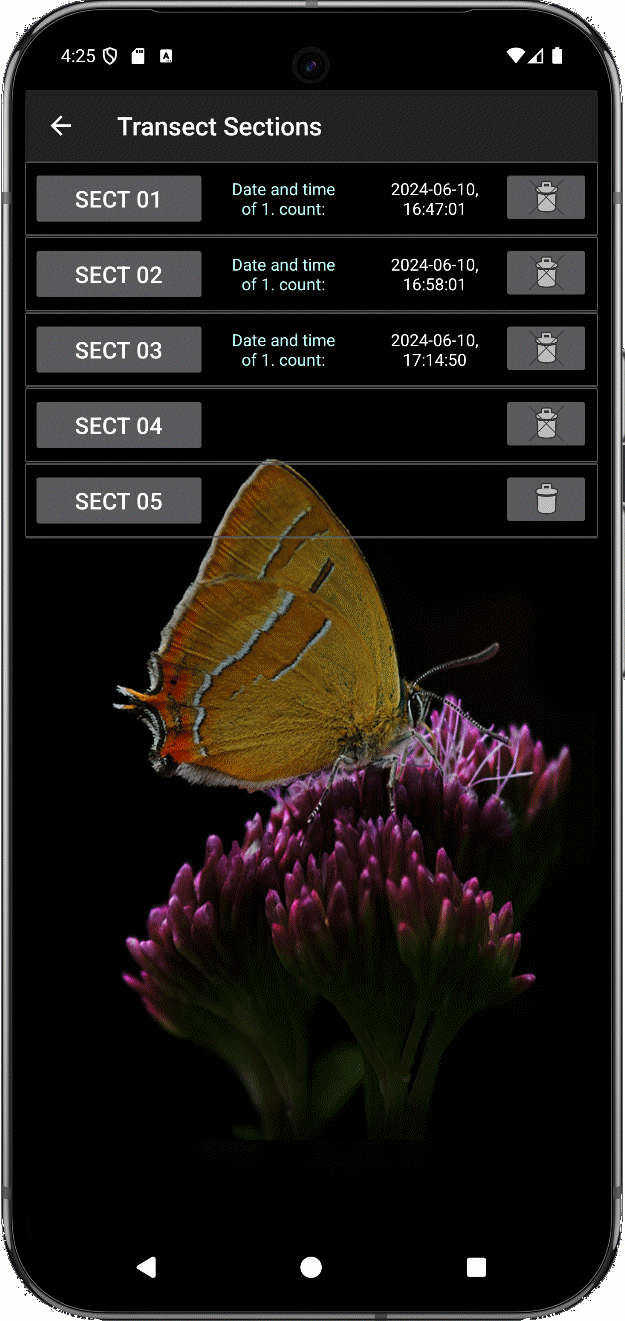 4:25
Transect Sections
SECT 01
Date and time
of 1. count:
2024-06-10,
16:47:01
SECT 02
Date and time
of 1. count:
2024-06-10,
16:58:01
SECT 03
Date and time
of 1. count:
2024-06-10,
17:14:50
SECT 04
SECT 05